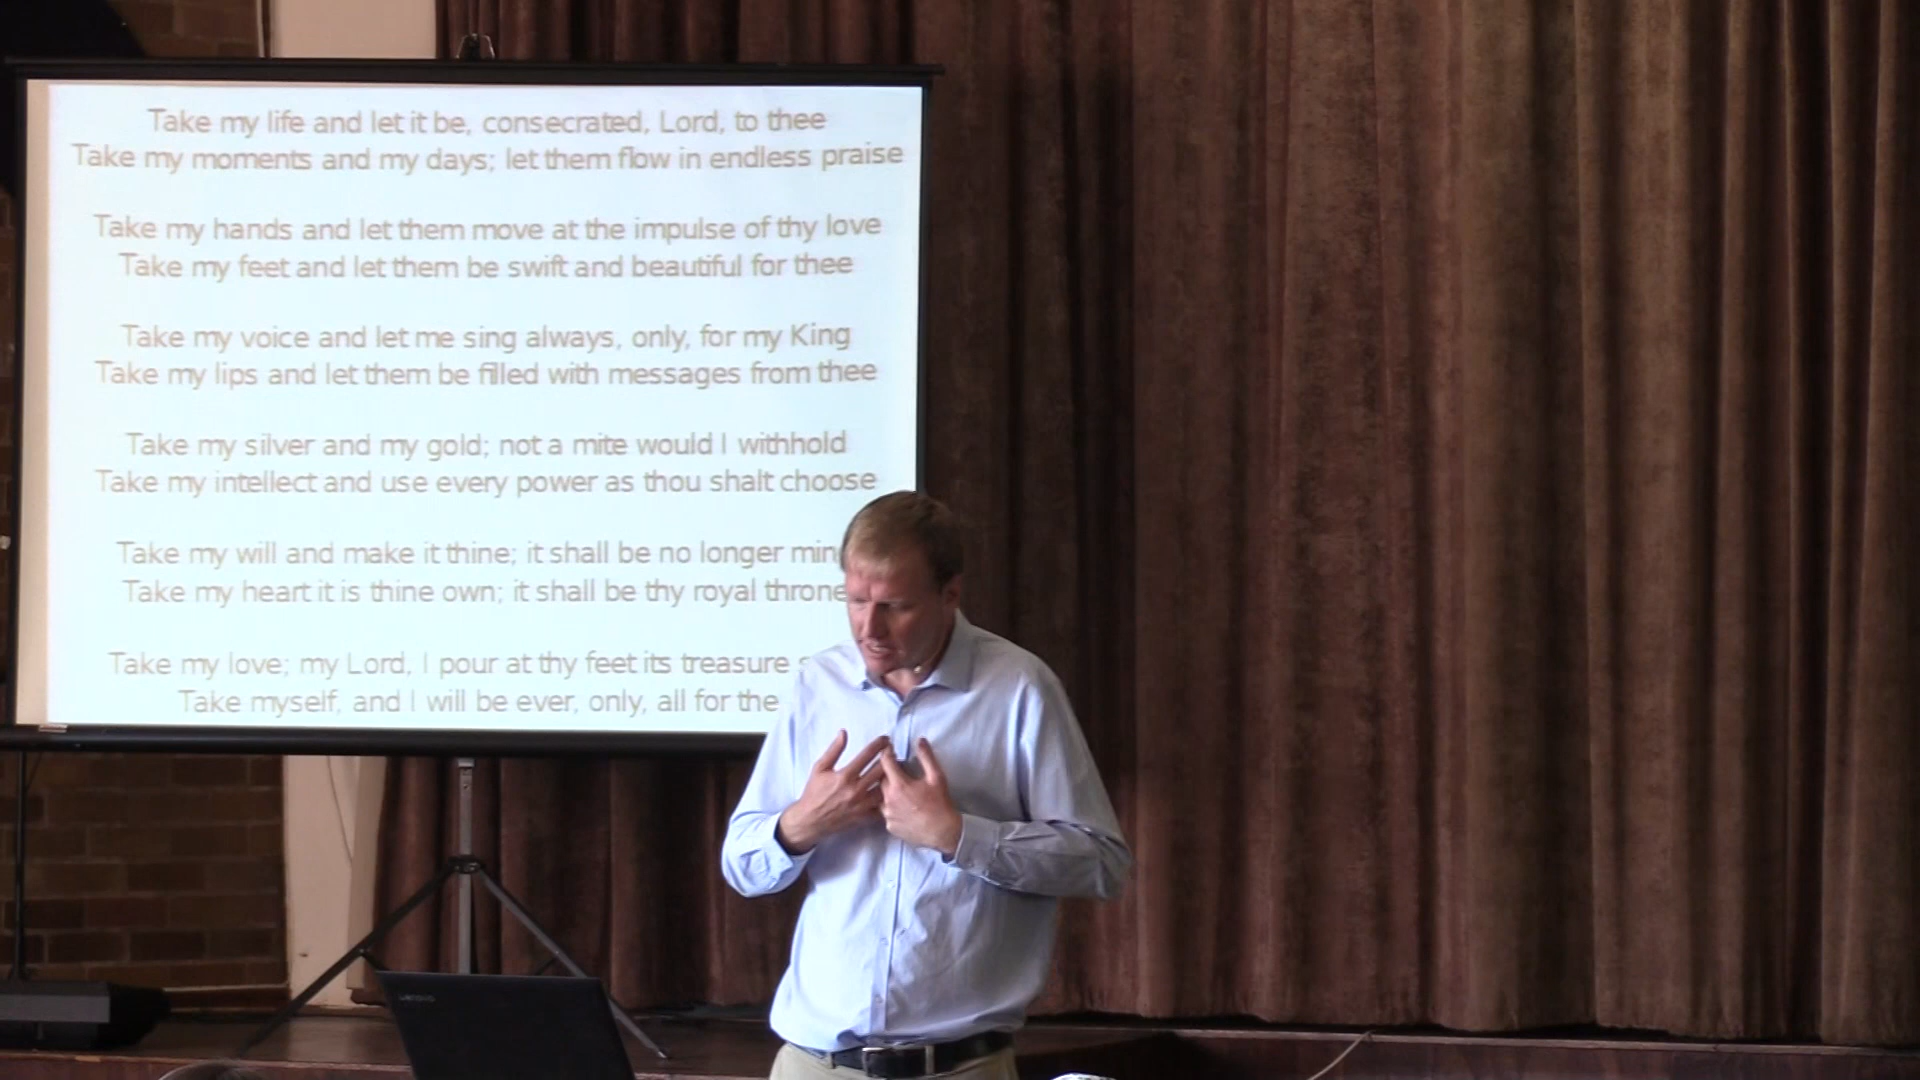 Take my life and let it be, consecrated, Lord, to thee
Take my moments and my days; let them flow in endless praise
Take my hands and let them move at the impulse of thy love
Take my feet and let them be swift and beautiful for thee
Take my voice and let me sing always, only, for my King
Take my lips and let them be filled with messages from thee
Take my silver and my gold; not a mite would I withhold
Take my intellect and use every power as thou shalt choose
Take my will and make it thine; it shall be no longer min
Take my heart it is thine own; it shall be thy royal throne
Take my love; my Lord, I pour at thy feet its treasure s
Take myself, and I will be ever, only, all for the
Lenovo